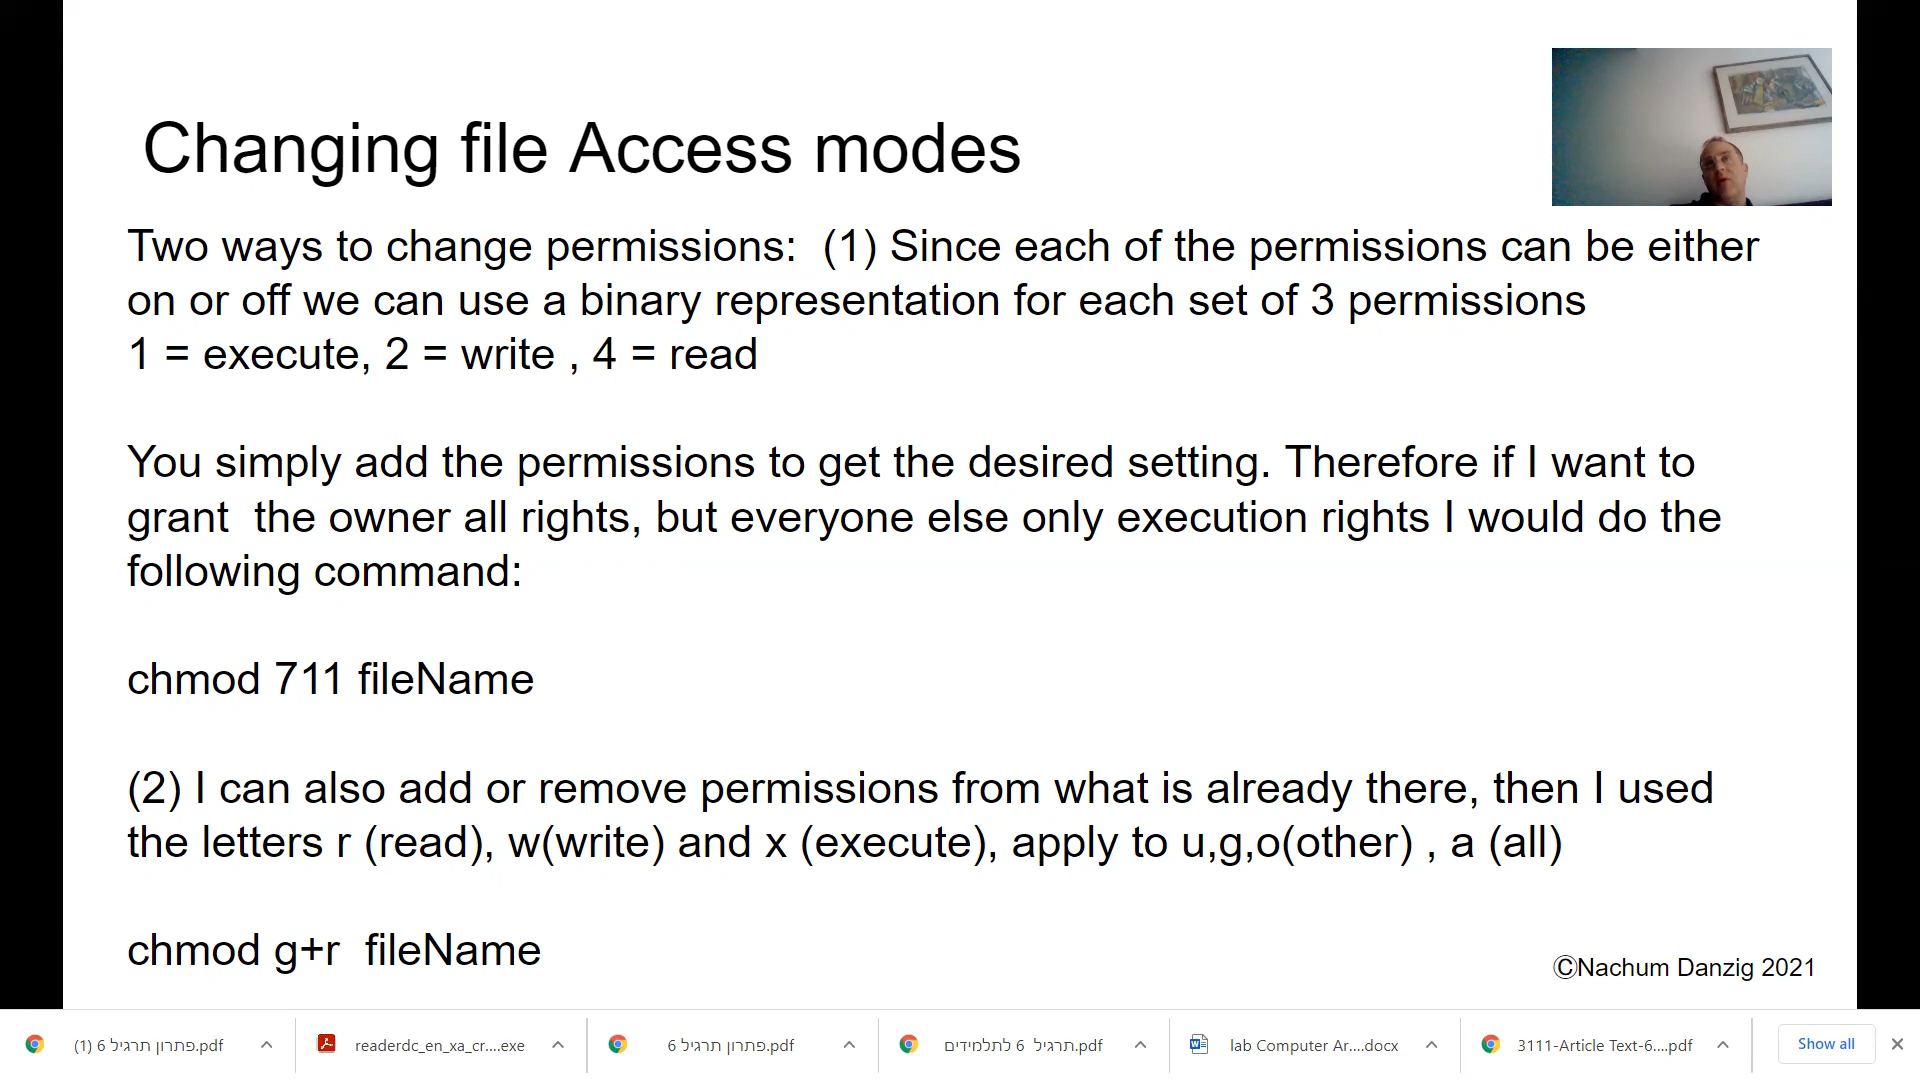 Changing file Access modes
Two ways to change permissions:  (1) Since each of the permissions can be either
on or off we can use a binary representation for each set of 3 permissions
1 = execute, 2 = write , 4 = read
You simply add the permissions to get the desired setting. Therefore if I want to
grant  the owner all rights, but everyone else only execution rights I would do the
following command:
chmod 711 fileName
(2) I can also add or remove permissions from what is already there, then I used
the letters r (read), w(write) and x (execute), apply to u,g,o(other) , a (all)
chmod g+r  fileName
ⒸNachum Danzig 2021
פתרון תרגיל 6 (1).pdf
readerdc_en_xa_cr....exe
פתרון תרגיל 6.pdf
תרגיל  6 לתלמידים.pdf
lab Computer Ar....docx
3111-Article Text-6....pdf
Show all